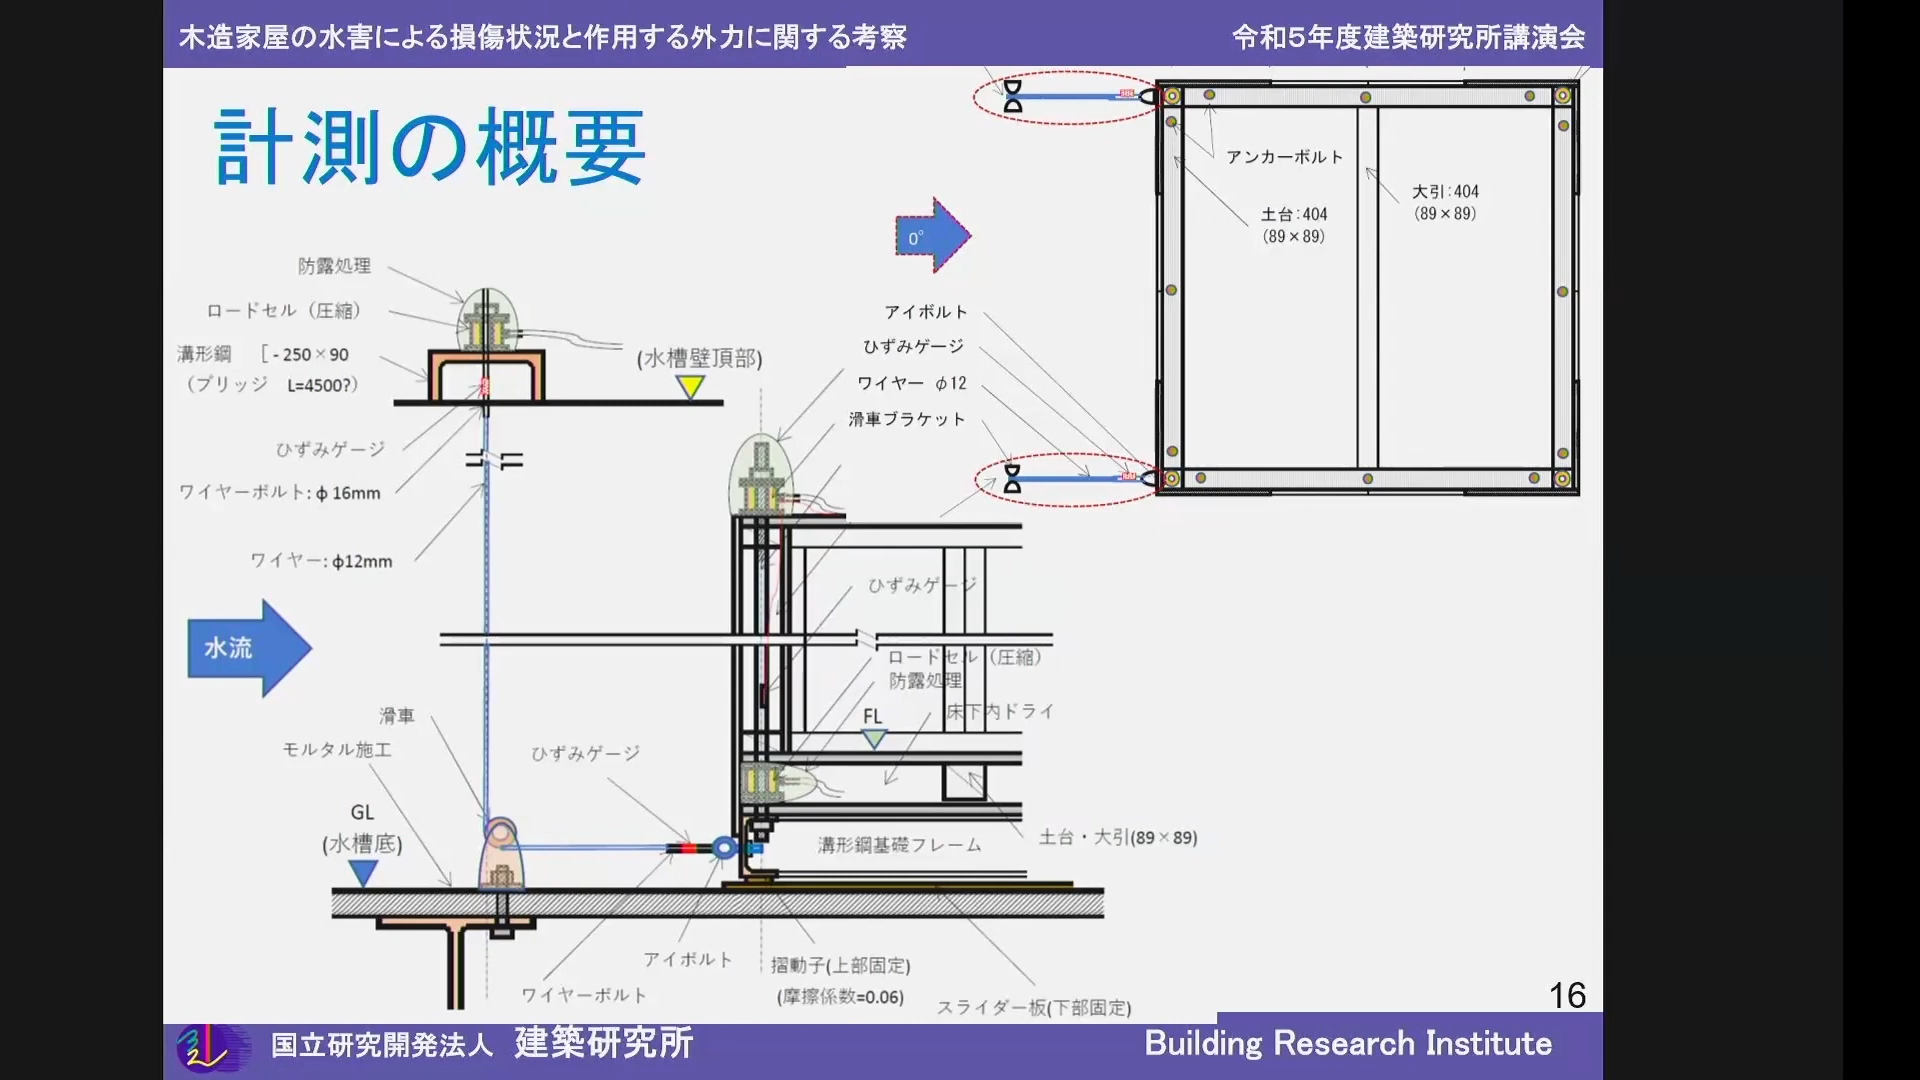 木造家屋の水害による損傷状況と作用する外力に関する考察
令和5年度建築研究所講演会
計測の概要
アンカーボルト
大引:404
(89×89)
土台:404
(89×89)
0°
防露処理
ロードセル（圧縮）
溝形鋼　［-250×90
（ブリッジ　L=4500?）
(水槽壁頂部)
アイボルト
ひずみゲージ
ワイヤー　φ12
滑車ブラケット
ひずみゲージ
ワイヤーボルト:φ16mm
ワイヤー:φ12mm
水流
ひずみゲージ
ロードセル（圧縮）
防露処理
床下内ドライ
FL
滑車
モルタル施工
ひずみゲージ
GL
(水槽底)
溝形鋼基礎フレーム
土台・大引(89×89)
アイボルト
ワイヤーボルト
摺動子(上部固定)
(摩擦係数=0.06)
スライダー板(下部固定)
16
国立研究開発法人 建築研究所
Building Research Institute